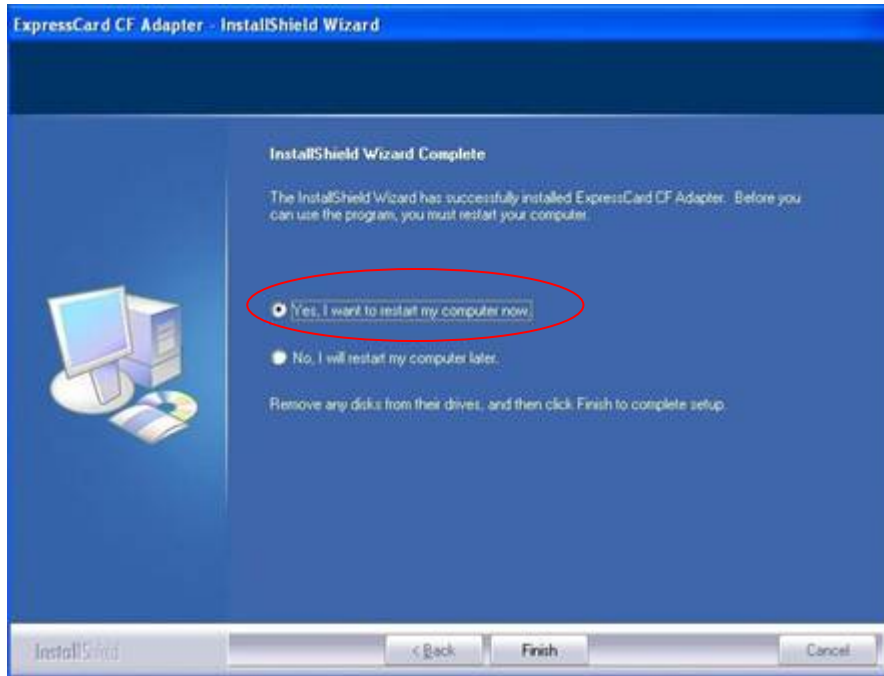 ExpressCard CF Adapter - InstallShield Wizard
InstallShield Wizard Complete
The InstallShield Wizard has successfully installed ExpressCard CF Adapter. Before you
can use the program, you must restart your computer.
Yes, I want to restart my computer now.
No, I will restart my computer later.
Remove any disks from their drives, and then click Finish to complete setup.
InstallShield
< Back
Finish
Cancel